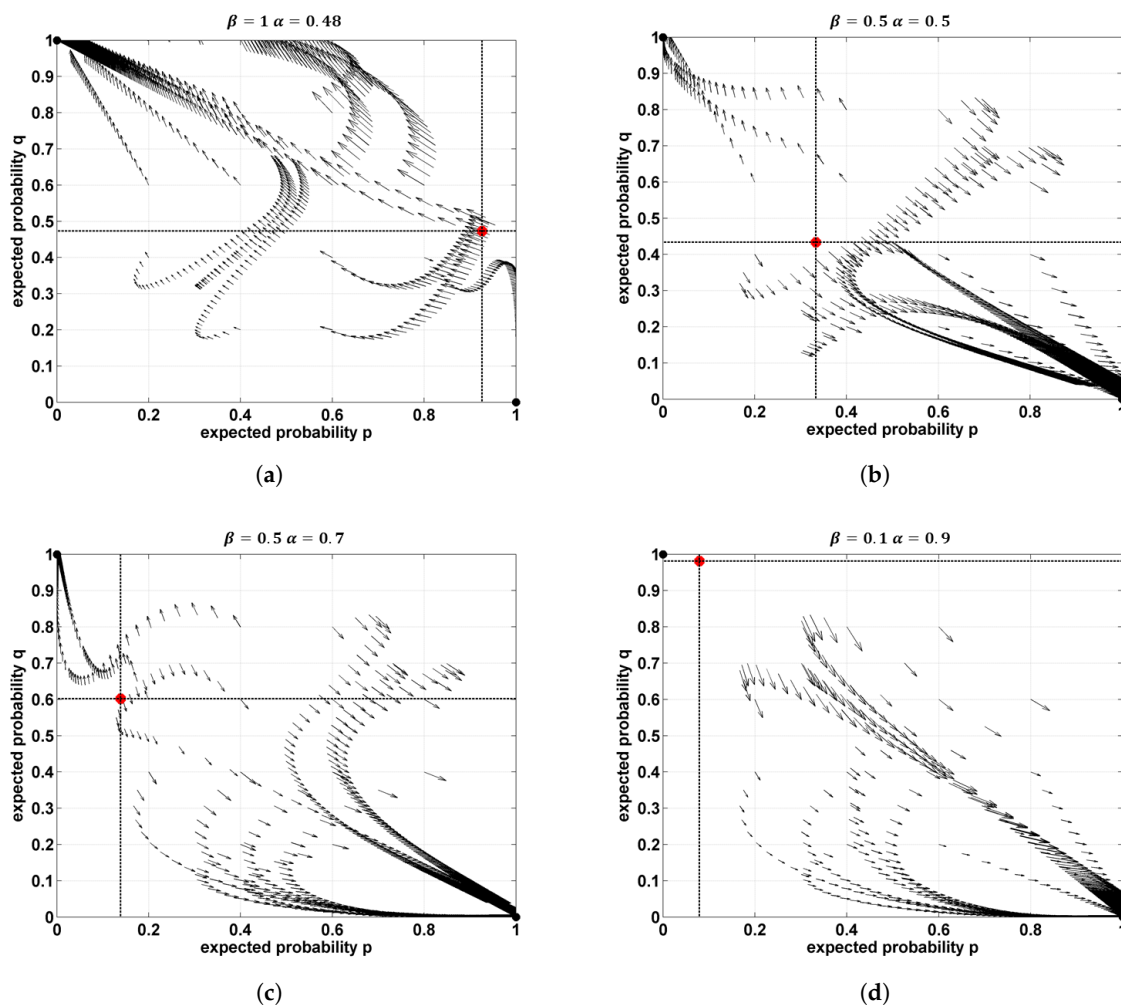 β = 1 α = 0.48
1
0.9
0.8
0.7
0.6
0.5
0.4
0.3
0.2
0.1
0
0 0.2 0.4 0.6 0.8 1
expected probability q
expected probability p
(a)
β = 0.5 α = 0.5
1
0.9
0.8
0.7
0.6
0.5
0.4
0.3
0.2
0.1
0
0 0.2 0.4 0.6 0.8 1
expected probability q
expected probability p
(b)
β = 0.5 α = 0.7
1
0.9
0.8
0.7
0.6
0.5
0.4
0.3
0.2
0.1
0
0 0.2 0.4 0.6 0.8 1
expected probability q
expected probability p
(c)
β = 0.1 α = 0.9
1
0.9
0.8
0.7
0.6
0.5
0.4
0.3
0.2
0.1
0
0 0.2 0.4 0.6 0.8 1
expected probability q
expected probability p
(d)